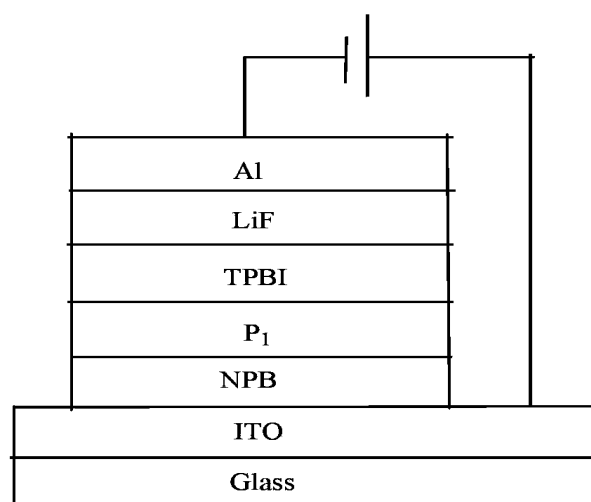 Al
LiF
TPBI
P₁
NPB
ITO
Glass